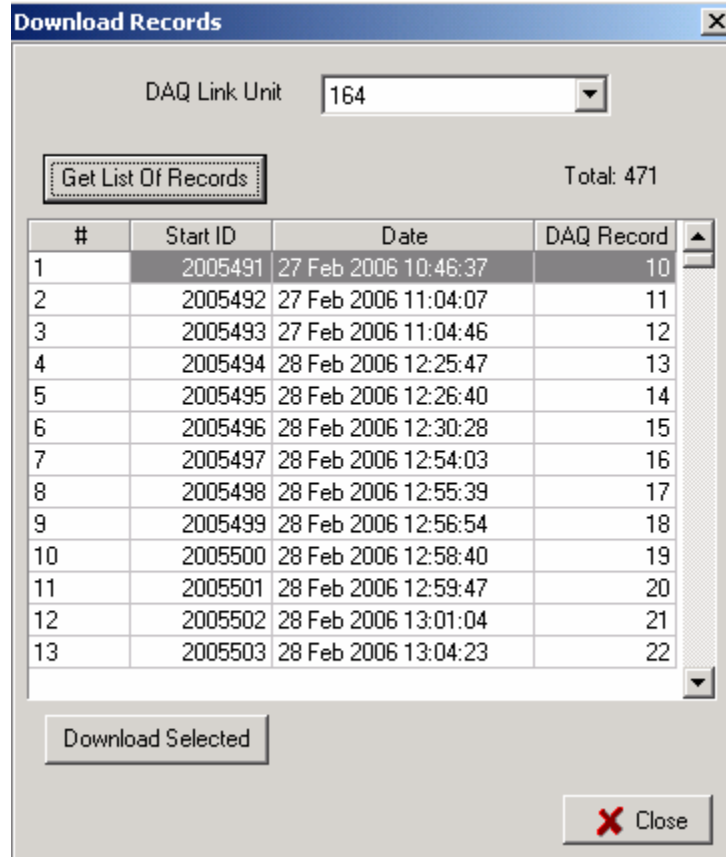 Download Records
DAQ Link Unit 164
Get List Of Records Total: 471
# Start ID Date DAQ Record
1 2005491 27 Feb 2006 10:46:37 10
2 2005492 27 Feb 2006 11:04:07 11
3 2005493 27 Feb 2006 11:04:46 12
4 2005494 28 Feb 2006 12:25:47 13
5 2005495 28 Feb 2006 12:26:40 14
6 2005496 28 Feb 2006 12:30:28 15
7 2005497 28 Feb 2006 12:54:03 16
8 2005498 28 Feb 2006 12:55:39 17
9 2005499 28 Feb 2006 12:56:54 18
10 2005500 28 Feb 2006 12:58:40 19
11 2005501 28 Feb 2006 12:59:47 20
12 2005502 28 Feb 2006 13:01:04 21
13 2005503 28 Feb 2006 13:04:23 22
Download Selected
Close